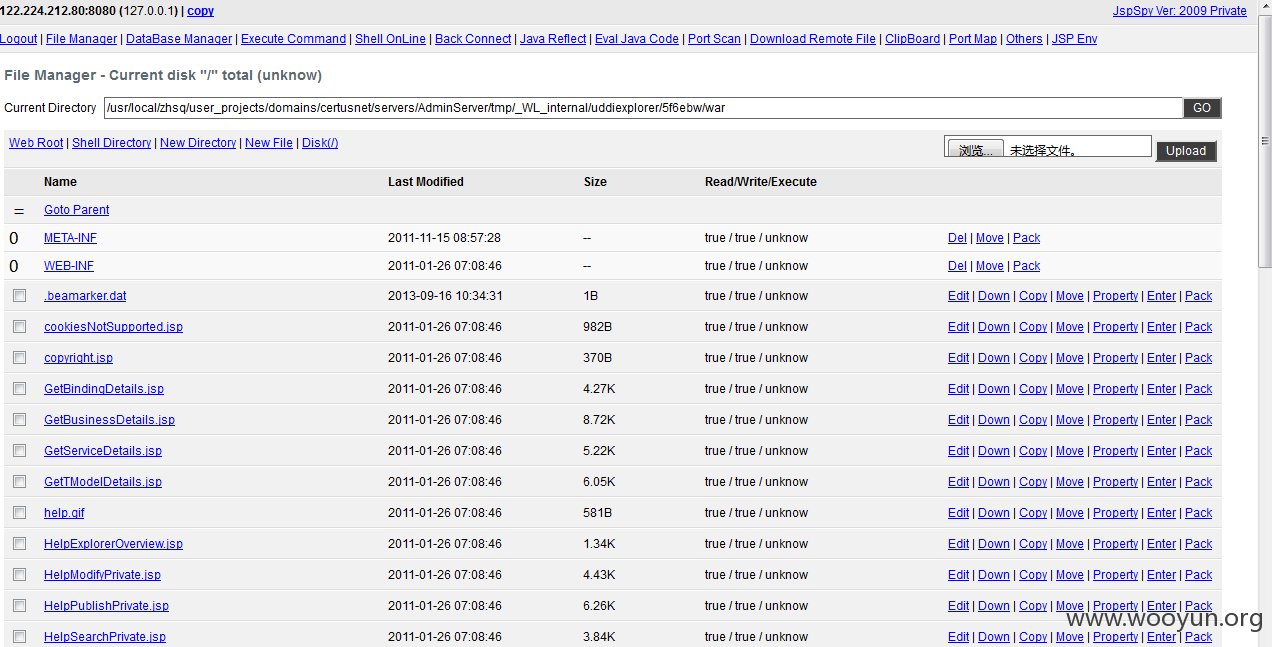 122.224.212.80:8080 (127.0.0.1) | copy JspSpy Ver: 2009 Private
Logout | File Manager | DataBase Manager | Execute Command | Shell OnLine | Back Connect | Java Reflect | Eval Java Code | Port Scan | Download Remote File | ClipBoard | Port Map | Others | JSP Env
File Manager - Current disk "/" total (unknow)
Current Directory /usr/local/zhsq/user_projects/domains/certusnet/servers/AdminServer/tmp/_WL_internal/uddiexplorer/5f6ebw/war GO
Web Root | Shell Directory | New Directory | New File | Disk(/) 浏览... 未选择文件。 Upload
Name Last Modified Size Read/Write/Execute
= Goto Parent
0 META-INF 2011-11-15 08:57:28 -- true / true / unknow Del | Move | Pack
0 WEB-INF 2011-01-26 07:08:46 -- true / true / unknow Del | Move | Pack
.beamarker.dat 2013-09-16 10:34:31 1B true / true / unknow Edit | Down | Copy | Move | Property | Enter | Pack
cookiesNotSupported.jsp 2011-01-26 07:08:46 982B true / true / unknow Edit | Down | Copy | Move | Property | Enter | Pack
copyright.jsp 2011-01-26 07:08:46 370B true / true / unknow Edit | Down | Copy | Move | Property | Enter | Pack
GetBindingDetails.jsp 2011-01-26 07:08:46 4.27K true / true / unknow Edit | Down | Copy | Move | Property | Enter | Pack
GetBusinessDetails.jsp 2011-01-26 07:08:46 8.72K true / true / unknow Edit | Down | Copy | Move | Property | Enter | Pack
GetServiceDetails.jsp 2011-01-26 07:08:46 5.22K true / true / unknow Edit | Down | Copy | Move | Property | Enter | Pack
GetTModelDetails.jsp 2011-01-26 07:08:46 6.05K true / true / unknow Edit | Down | Copy | Move | Property | Enter | Pack
help.gif 2011-01-26 07:08:46 581B true / true / unknow Edit | Down | Copy | Move | Property | Enter | Pack
HelpExplorerOverview.jsp 2011-01-26 07:08:46 1.34K true / true / unknow Edit | Down | Copy | Move | Property | Enter | Pack
HelpModifyPrivate.jsp 2011-01-26 07:08:46 4.43K true / true / unknow Edit | Down | Copy | Move | Property | Enter | Pack
HelpPublishPrivate.jsp 2011-01-26 07:08:46 6.26K true / true / unknow Edit | Down | Copy | Move | Property | Enter | Pack
www.wooyun.org
HelpSearchPrivate.jsp 2011-01-26 07:08:46 3.84K true / true / unknow Edit | Down | Copy | Move | Property | Enter | Pack